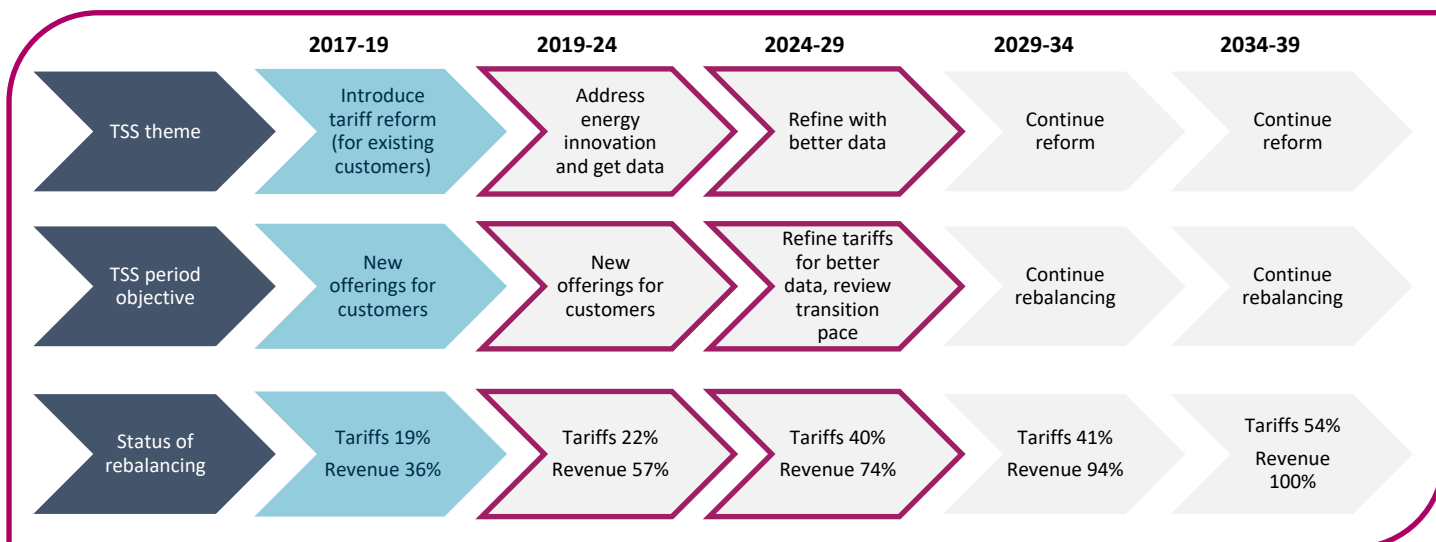 2017-19
2019-24
2024-29
2029-34
2034-39
TSS theme
Introduce
tariff reform
(for existing
customers)
Address
energy
innovation
and get data
Refine with
better data
Continue
reform
Continue
reform
TSS period
objective
New
offerings for
customers
New
offerings for
customers
Refine tariffs
for better
data, review
transition
pace
Continue
rebalancing
Continue
rebalancing
Status of
rebalancing
Tariffs 19%
Revenue 36%
Tariffs 22%
Revenue 57%
Tariffs 40%
Revenue 74%
Tariffs 41%
Revenue 94%
Tariffs 54%
Revenue
100%